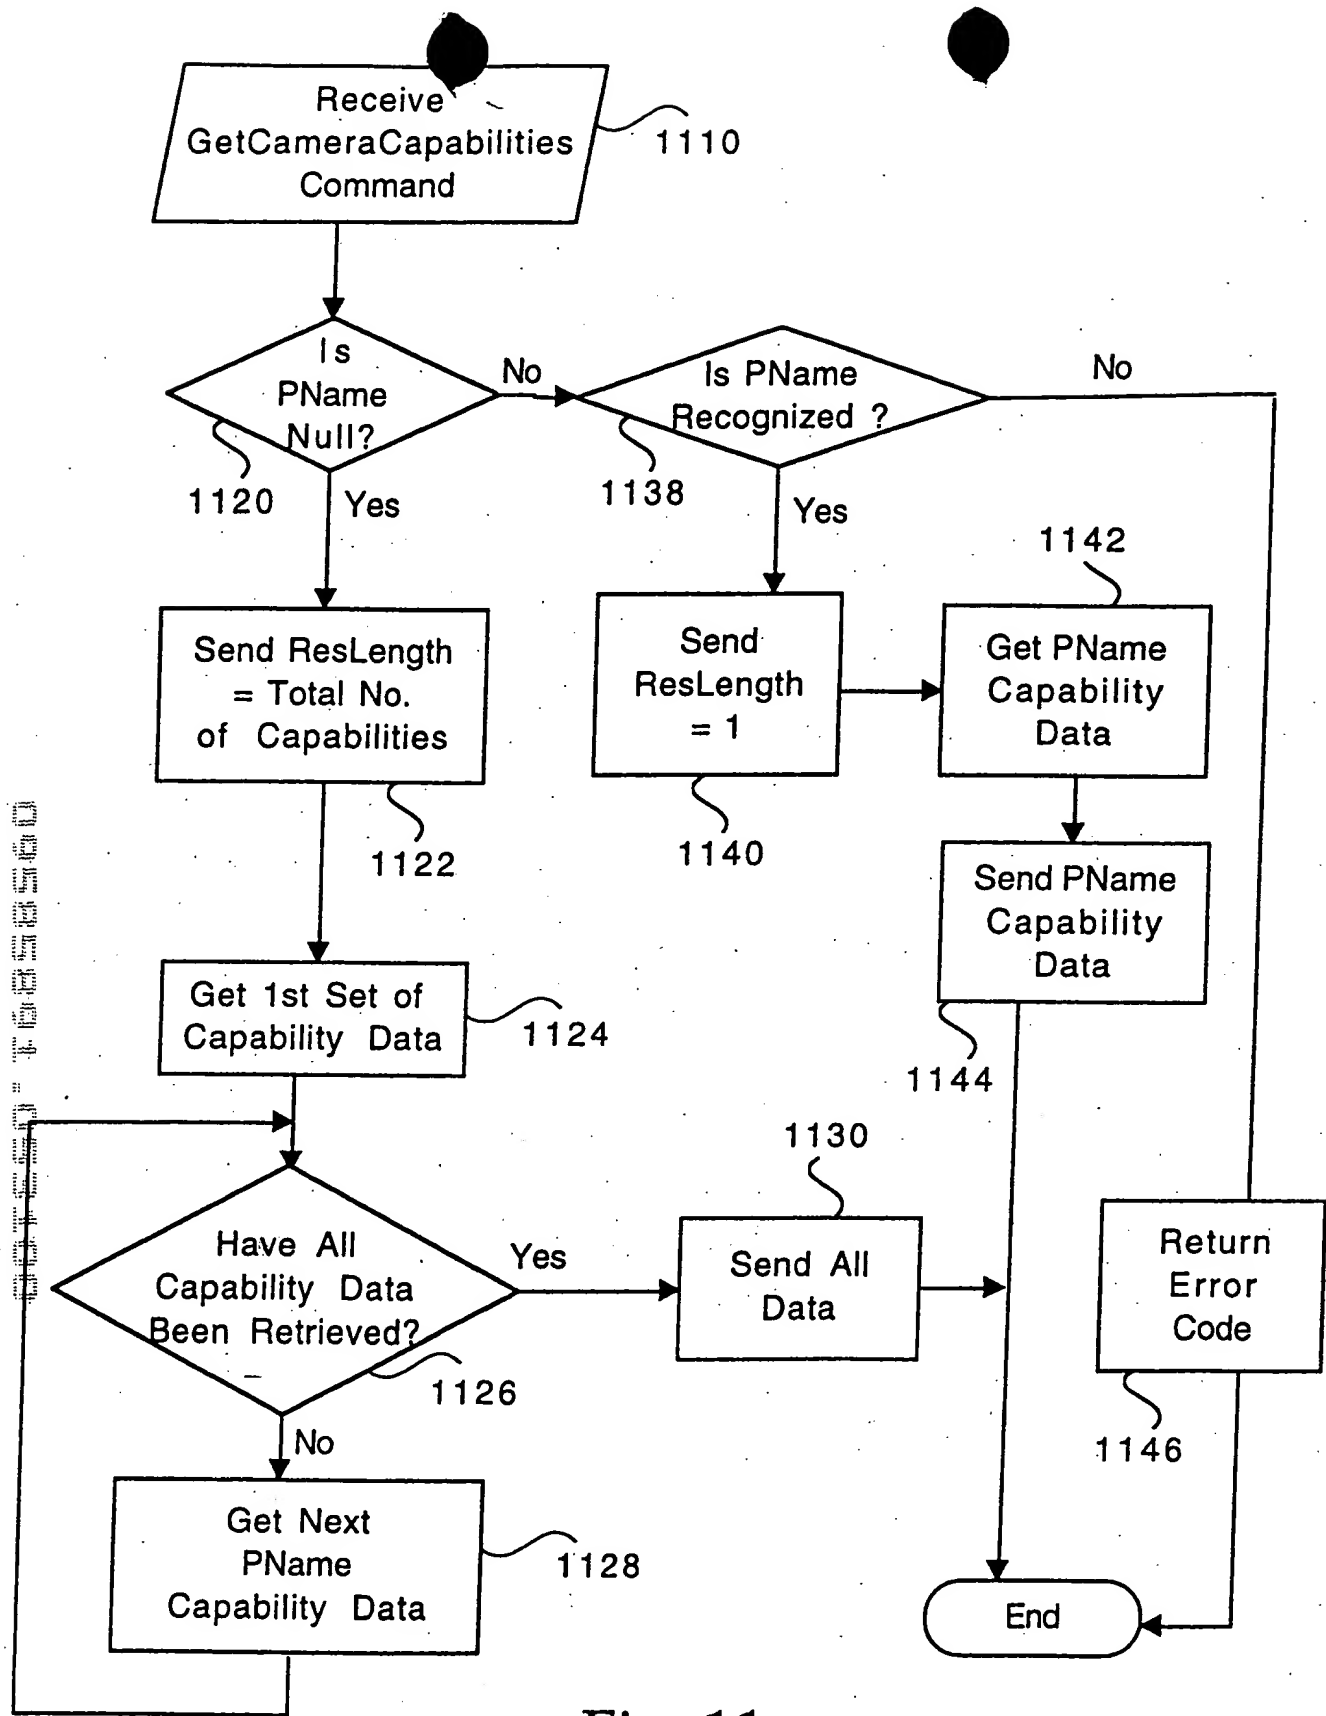 Receive
GetCameraCapabilities
Command
1110
Is
PName
Null?
1120
No
Yes
Is PName
Recognized ?
1138
No
Yes
Send ResLength
= Total No.
of Capabilities
1122
Send
ResLength
= 1
1140
1142
Get PName
Capability
Data
Send PName
Capability
Data
1144
Get 1st Set of
Capability Data
1124
Have All
Capability Data
Been Retrieved?
1126
Yes
No
1130
Send All
Data
Return
Error
Code
1146
Get Next
PName
Capability Data
1128
End